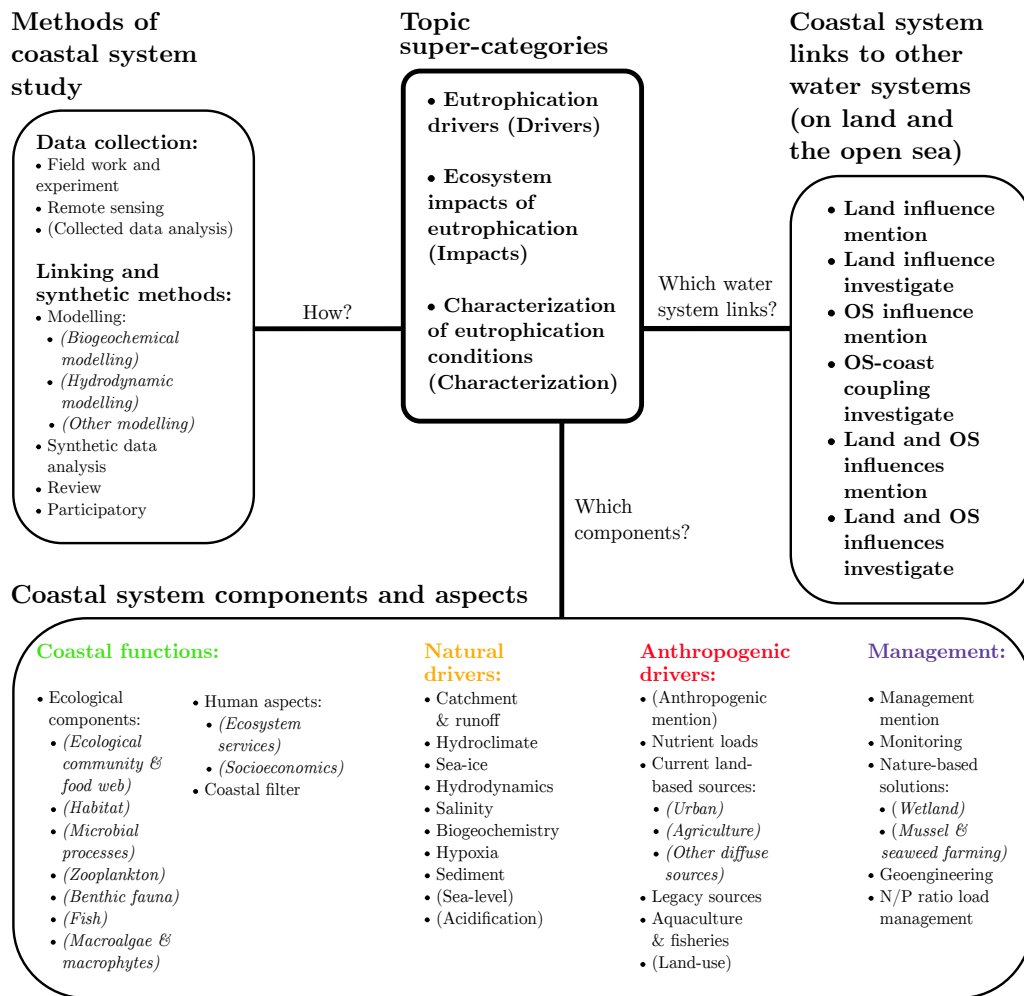 Methods of
coastal system
study
Data collection:
• Field work and
experiment
• Remote sensing
• (Collected data analysis)
Linking and
synthetic methods:
• Modelling:
• (Biogeochemical
modelling)
• (Hydrodynamic
modelling)
• (Other modelling)
• Synthetic data
analysis
• Review
• Participatory
How?
Topic
super-categories
• Eutrophication
drivers (Drivers)
• Ecosystem
impacts of
eutrophication
(Impacts)
• Characterization
of eutrophication
conditions
(Characterization)
Which water
system links?
Coastal system
links to other
water systems
(on land and
the open sea)
• Land influence
mention
• Land influence
investigate
• OS influence
mention
• OS-coast
coupling
investigate
• Land and OS
influences
mention
• Land and OS
influences
investigate
Which
components?
Coastal system components and aspects
Coastal functions:
• Ecological
components:
• (Ecological
community &
food web)
• (Habitat)
• (Microbial
processes)
• (Zooplankton)
• (Benthic fauna)
• (Fish)
• (Macroalgae &
macrophytes)
• Human aspects:
• (Ecosystem
services)
• (Socioeconomics)
• Coastal filter
Natural
drivers:
• Catchment
& runoff
• Hydroclimate
• Sea-ice
• Hydrodynamics
• Salinity
• Biogeochemistry
• Hypoxia
• Sediment
• (Sea-level)
• (Acidification)
Anthropogenic
drivers:
• (Anthropogenic
mention)
• Nutrient loads
• Current land-
based sources:
• (Urban)
• (Agriculture)
• (Other diffuse
sources)
• Legacy sources
• Aquaculture
& fisheries
• (Land-use)
Management:
• Management
mention
• Monitoring
• Nature-based
solutions:
• (Wetland)
• (Mussel &
seaweed farming)
• Geoengineering
• N/P ratio load
management